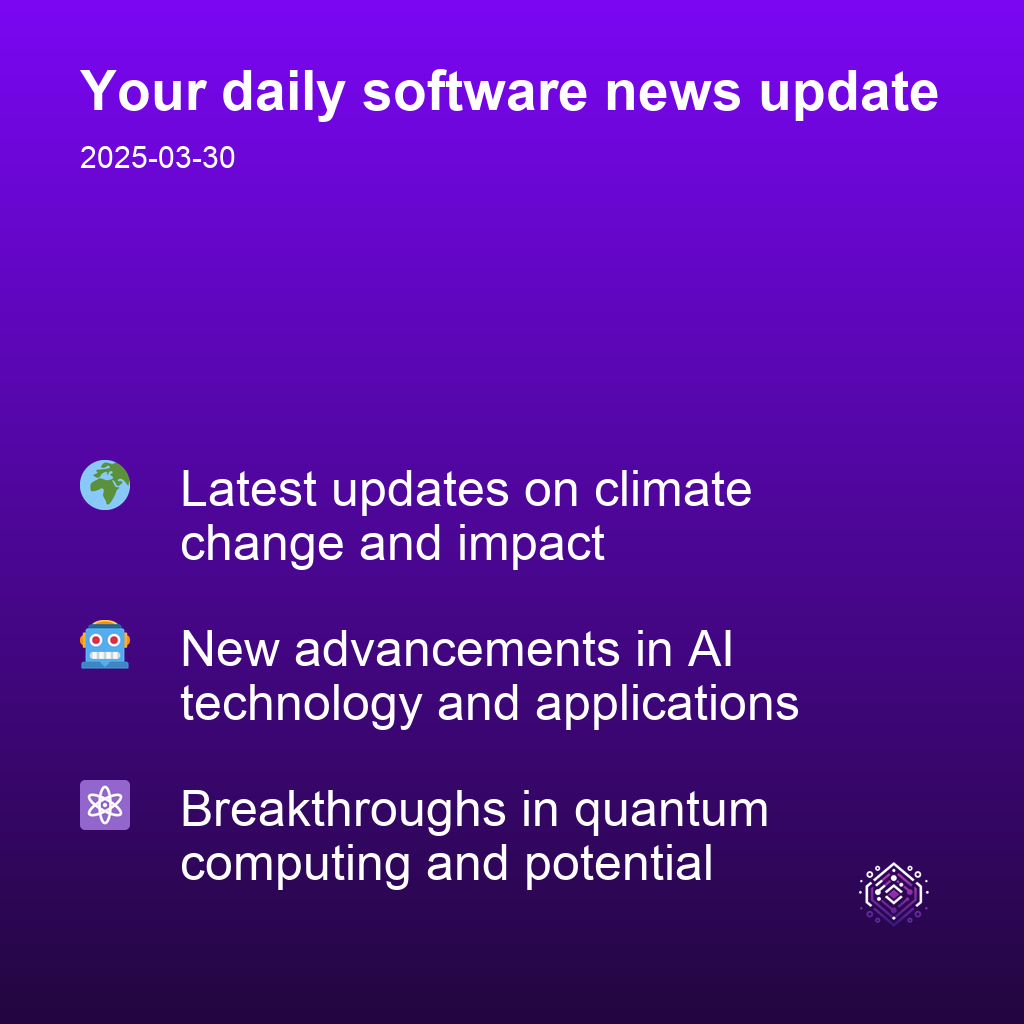 Your daily software news update
2025-03-30
Latest updates on climate
change and impact
New advancements in AI
technology and applications
Breakthroughs in quantum
computing and potential